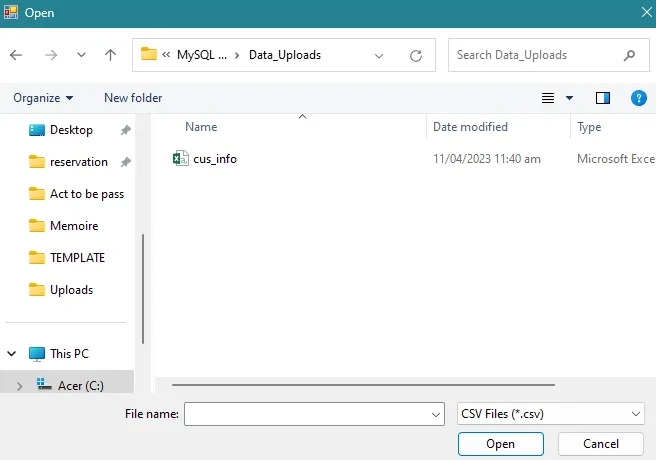 Open
« MySQL ... > Data_Uploads
Search Data_Uploads
Organize
New folder
Name
Date modified
Type
Desktop
reservation
cus_info
11/04/2023 11:40 am
Microsoft Exce
Act to be pass
Memoire
TEMPLATE
Uploads
This PC
Acer (C:)
File name:
CSV Files (*.csv)
Open
Cancel